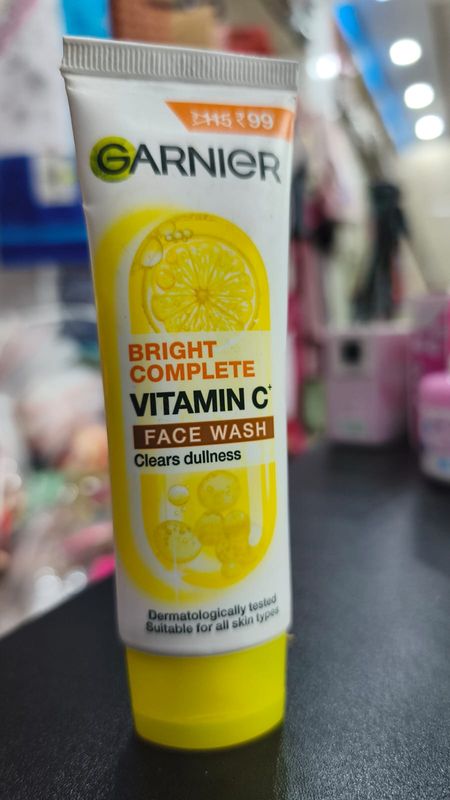 ₹115 ₹99
GARNIER
BRIGHT
COMPLETE
VITAMIN C*
FACE WASH
Clears dullness
Dermatologically tested
Suitable for all skin types